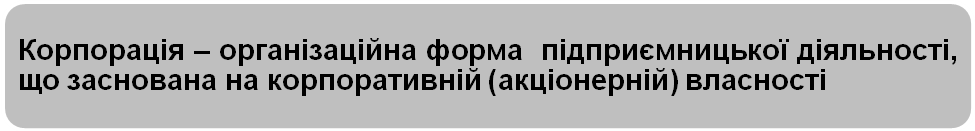 Корпорація – організаційна форма підприємницької діяльності,
що заснована на корпоративній (акціонерній) власності